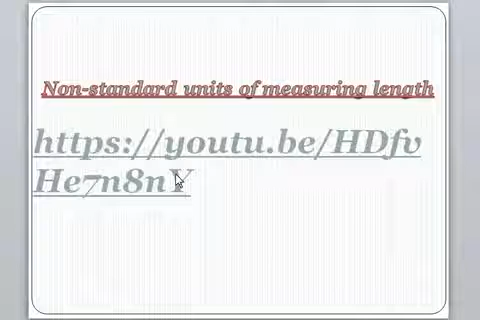 Non-standard units of measuring length
https://youtu.be/HDfv
He7n8nY